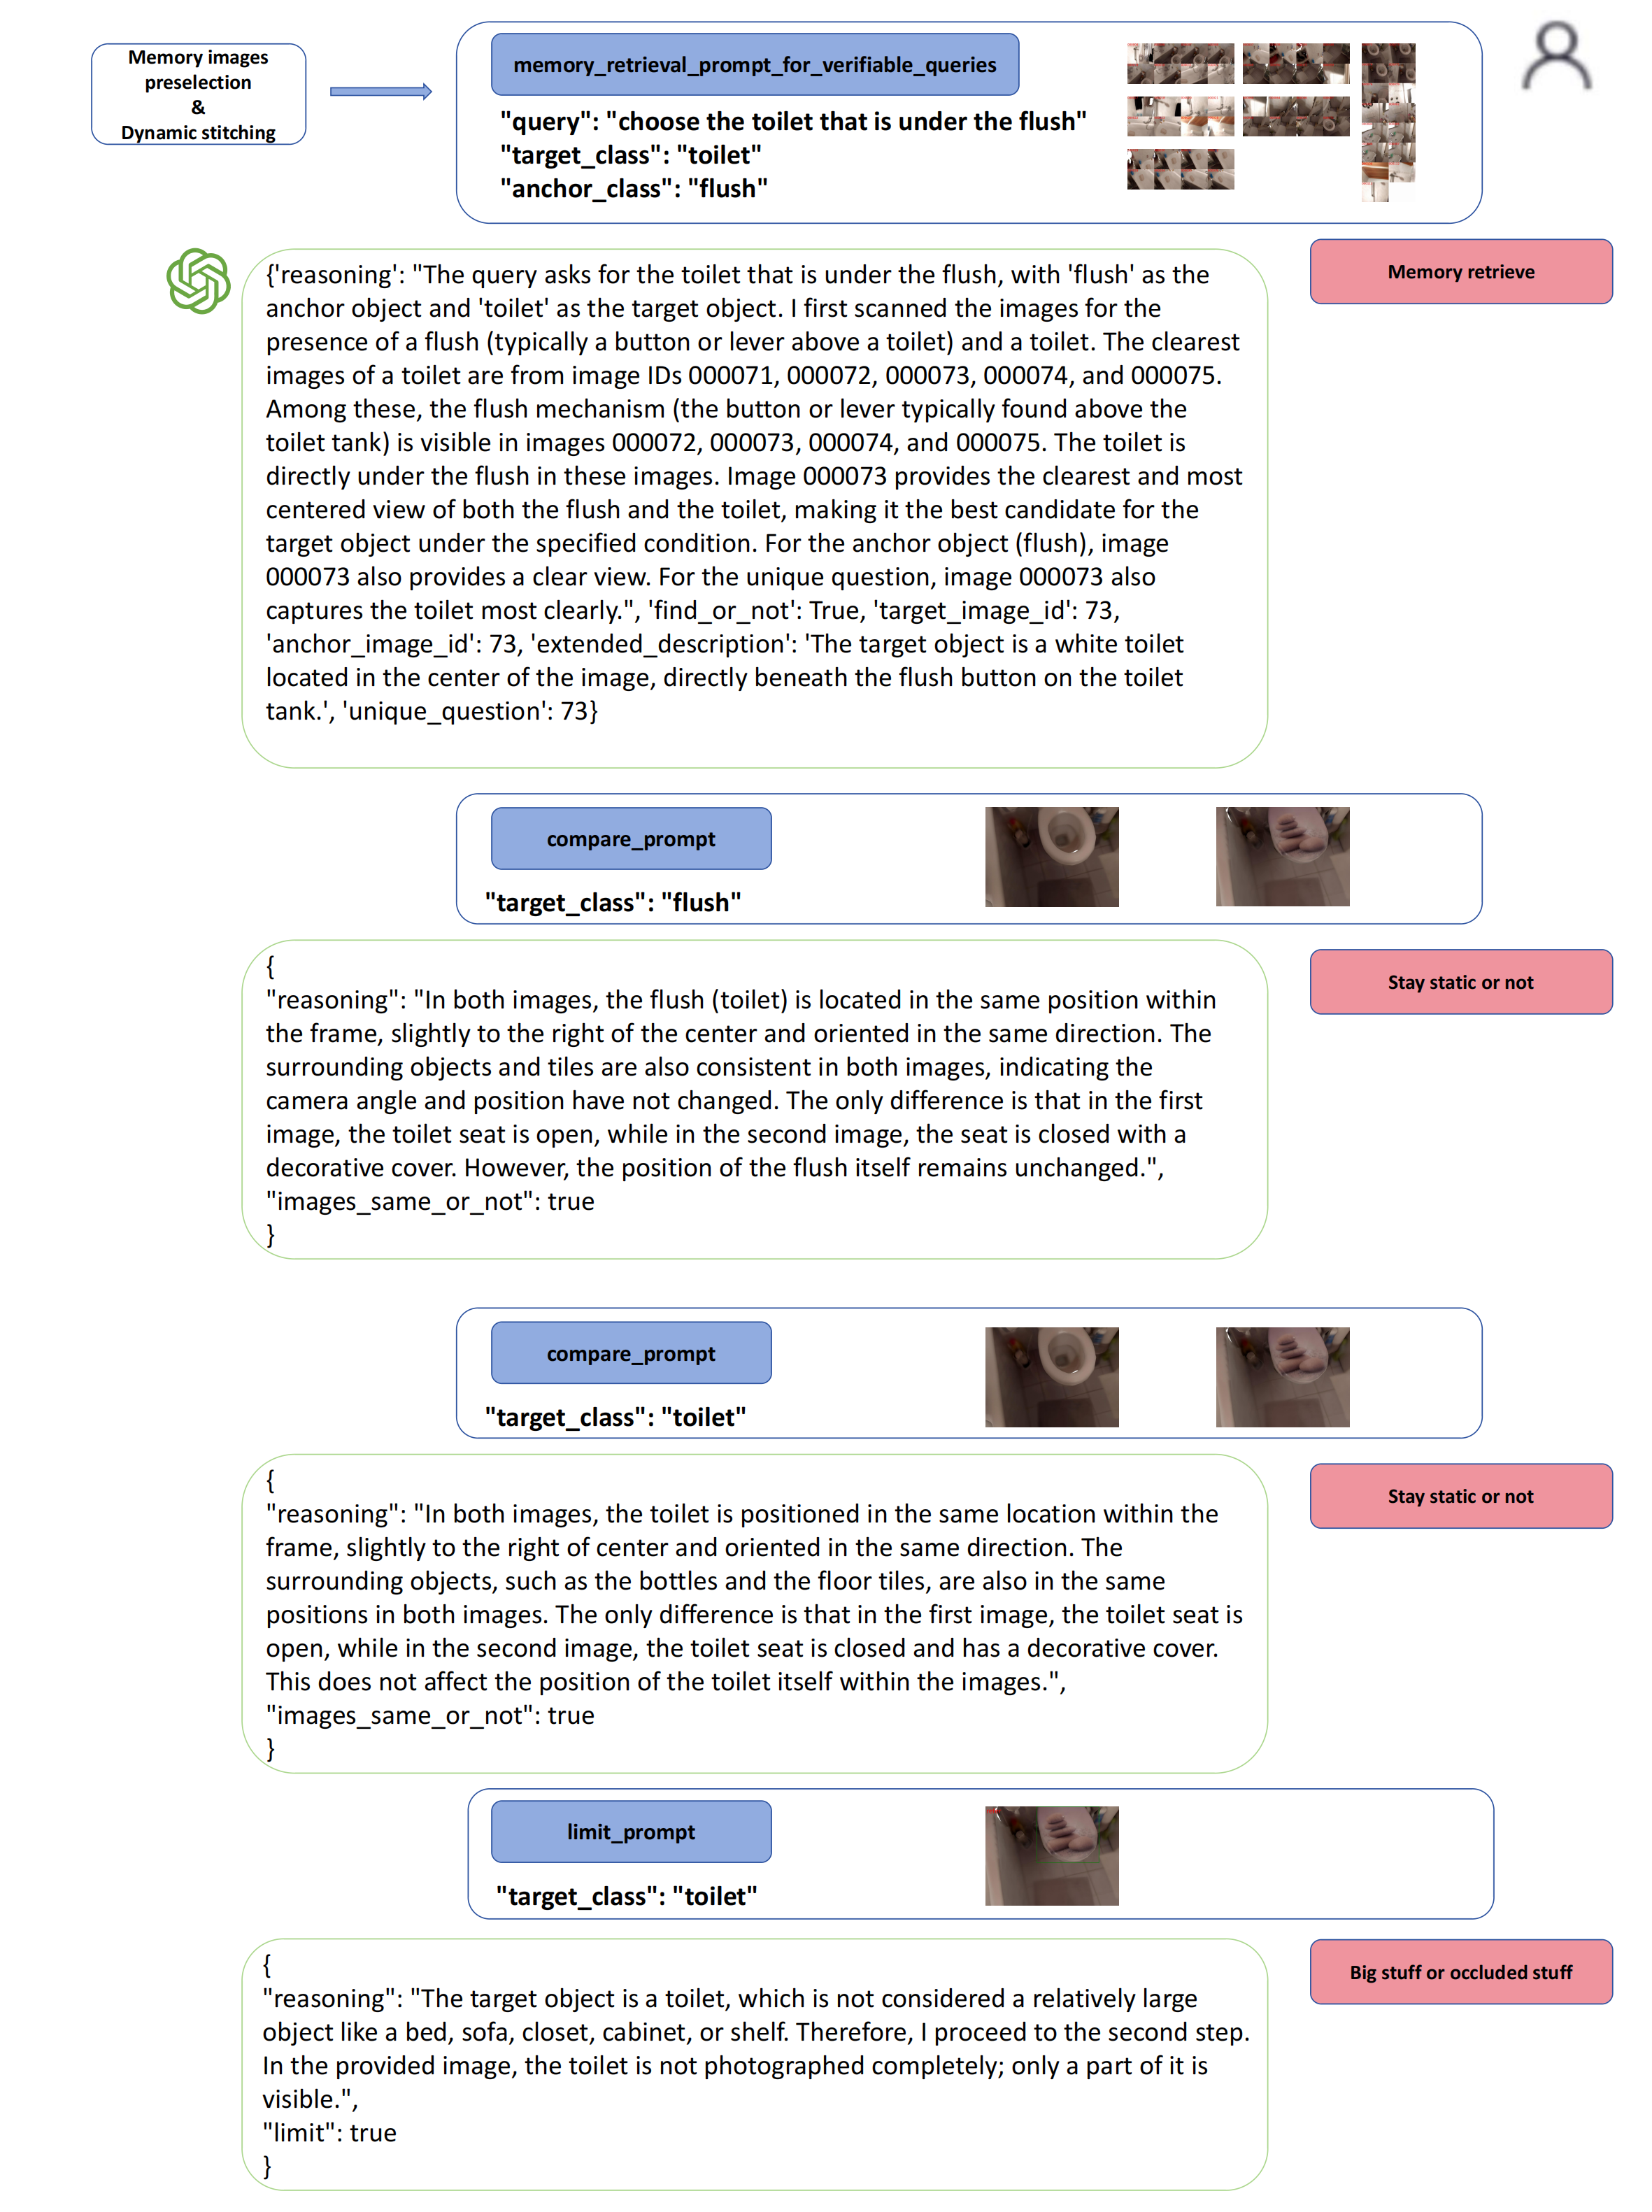 Memory images
preselection
&
Dynamic stitching
memory_retrieval_prompt_for_verifiable_queries
"query": "choose the toilet that is under the flush"
"target_class": "toilet"
"anchor_class": "flush"
Memory retrieve
{'reasoning': "The query asks for the toilet that is under the flush, with 'flush' as the
anchor object and 'toilet' as the target object. I first scanned the images for the
presence of a flush (typically a button or lever above a toilet) and a toilet. The clearest
images of a toilet are from image IDs 000071, 000072, 000073, 000074, and 000075.
Among these, the flush mechanism (the button or lever typically found above the
toilet tank) is visible in images 000072, 000073, 000074, and 000075. The toilet is
directly under the flush in these images. Image 000073 provides the clearest and most
centered view of both the flush and the toilet, making it the best candidate for the
target object under the specified condition. For the anchor object (flush), image
000073 also provides a clear view. For the unique question, image 000073 also
captures the toilet most clearly.", 'find_or_not': True, 'target_image_id': 73,
'anchor_image_id': 73, 'extended_description': 'The target object is a white toilet
located in the center of the image, directly beneath the flush button on the toilet
tank.', 'unique_question': 73}
compare_prompt
"target_class": "flush"
Stay static or not
{
"reasoning": "In both images, the flush (toilet) is located in the same position within
the frame, slightly to the right of the center and oriented in the same direction. The
surrounding objects and tiles are also consistent in both images, indicating the
camera angle and position have not changed. The only difference is that in the first
image, the toilet seat is open, while in the second image, the seat is closed with a
decorative cover. However, the position of the flush itself remains unchanged.",
"images_same_or_not": true
}
compare_prompt
"target_class": "toilet"
Stay static or not
{
"reasoning": "In both images, the toilet is positioned in the same location within the
frame, slightly to the right of center and oriented in the same direction. The
surrounding objects, such as the bottles and the floor tiles, are also in the same
positions in both images. The only difference is that in the first image, the toilet seat is
open, while in the second image, the toilet seat is closed and has a decorative cover.
This does not affect the position of the toilet itself within the images.",
"images_same_or_not": true
}
limit_prompt
"target_class": "toilet"
Big stuff or occluded stuff
{
"reasoning": "The target object is a toilet, which is not considered a relatively large
object like a bed, sofa, closet, cabinet, or shelf. Therefore, I proceed to the second step.
In the provided image, the toilet is not photographed completely; only a part of it is
visible.",
"limit": true
}